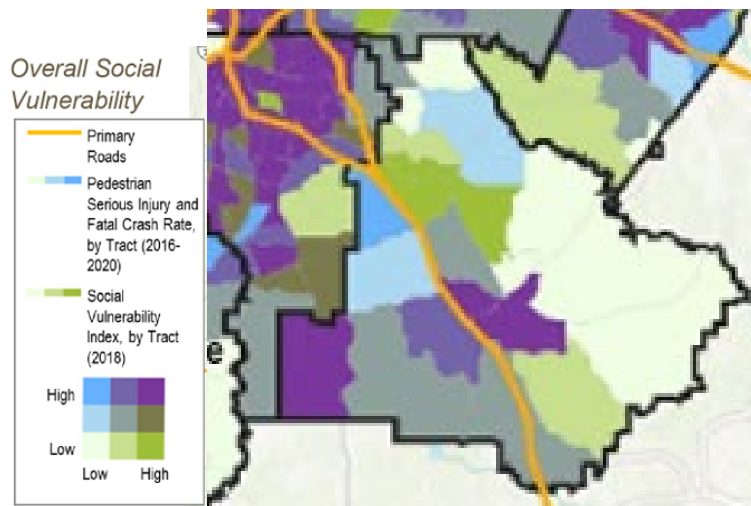 Overall Social
Vulnerability
Primary
Roads
Pedestrian
Serious Injury and
Fatal Crash Rate,
by Tract (2016-
2020)
Social
Vulnerability
Index, by Tract
(2018)
High
Low
Low High
e